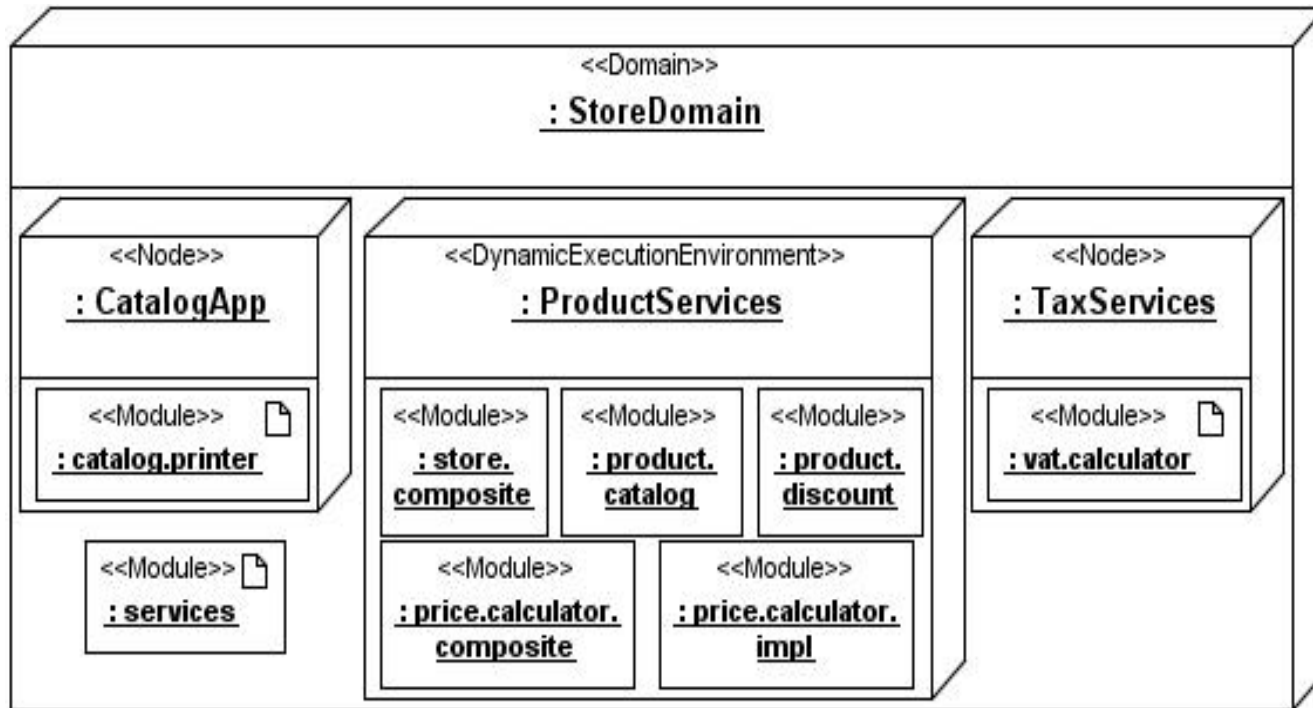 <<Domain>>
: StoreDomain
<<Node>>
: CatalogApp
<<Module>>
: catalog.printer
<<Module>>
: services
<<DynamicExecutionEnvironment>>
: ProductServices
<<Module>>
: store.
composite
<<Module>>
: product.
catalog
<<Module>>
: product.
discount
<<Module>>
: price.calculator.
composite
<<Module>>
: price.calculator.
impl
<<Node>>
: TaxServices
<<Module>>
: vat.calculator